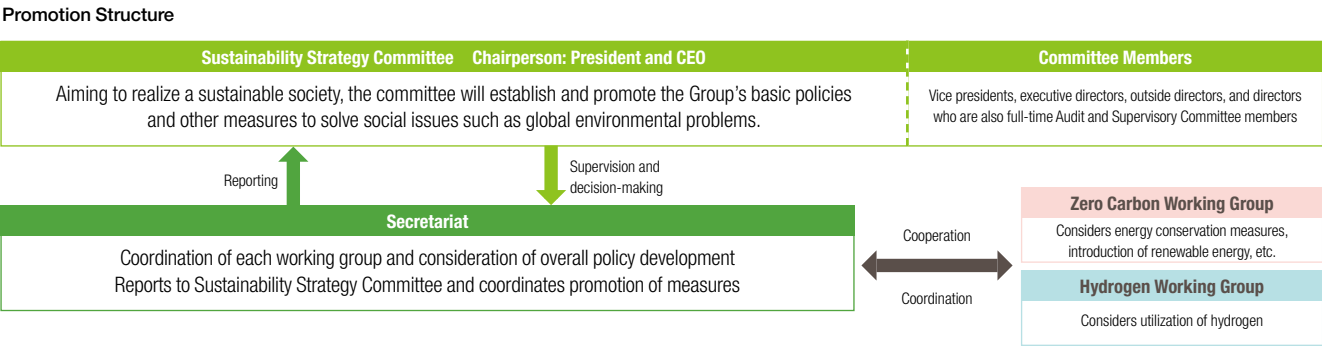 Promotion Structure
Sustainability Strategy Committee Chairperson: President and CEO
Aiming to realize a sustainable society, the committee will establish and promote the Group's basic policies
and other measures to solve social issues such as global environmental problems.
Committee Members
Vice presidents, executive directors, outside directors, and directors
who are also full-time Audit and Supervisory Committee members
Reporting
Supervision and
decision-making
Secretariat
Coordination of each working group and consideration of overall policy development
Reports to Sustainability Strategy Committee and coordinates promotion of measures
Cooperation
Coordination
Zero Carbon Working Group
Considers energy conservation measures,
introduction of renewable energy, etc.
Hydrogen Working Group
Considers utilization of hydrogen